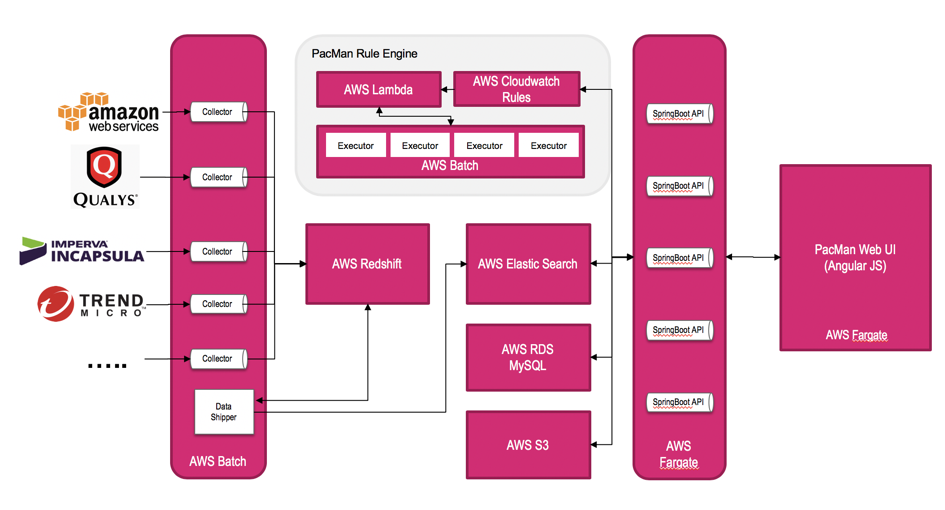 amazon
web services
Q
QUALYS®
IMPERVA
INCAPSULA
TREND
MICRO™
.....
Collector
Collector
Collector
Collector
Collector
Data
Shipper
AWS Batch
PacMan Rule Engine
AWS Lambda
AWS Cloudwatch
Rules
Executor
Executor
Executor
Executor
AWS Batch
AWS Redshift
AWS Elastic Search
AWS RDS
MySQL
AWS S3
SpringBoot API
SpringBoot API
SpringBoot API
SpringBoot API
SpringBoot API
AWS
Fargate
PacMan Web UI
(Angular JS)
AWS Fargate